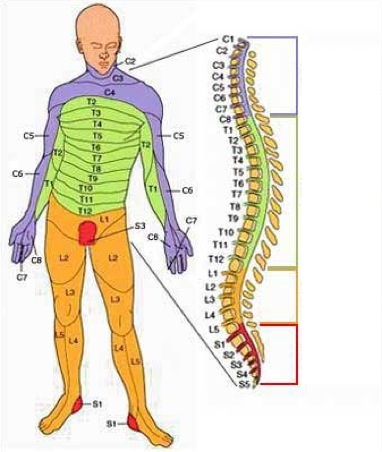 C2
C3
C4
T2
T3
T4
T5
T6
T7
T8
T9
T10
T11
T12
L1
C5
C5
T2
T2
C6
C6
T1
T1
S3
C7
C8
C8
C7
L2
L2
L3
L3
L5
L4
L4
L5
S1
S1
C1
C2
C3
C4
C5
C6
C7
C8
T1
T2
T3
T4
T5
T6
T7
T8
T9
T10
T11
T12
L1
L2
L3
L4
L5
S1
S2
S3
S4
S5